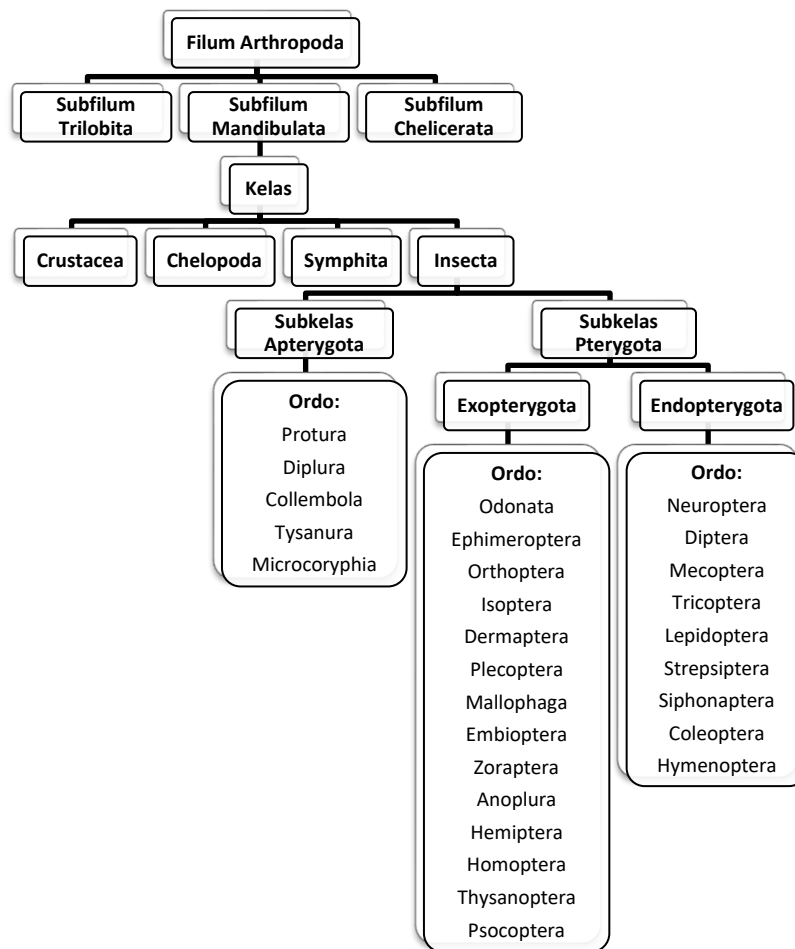 Filum Arthropoda
Subfilum
Trilobita
Subfilum
Mandibulata
Subfilum
Chelicerata
Kelas
Crustacea
Chelopoda
Symphita
Insecta
Subkelas
Apterygota
Subkelas
Pterygota
Ordo:
Protura
Diplura
Collembola
Tysanura
Microcoryphia
Exopterygota
Endopterygota
Ordo:
Odonata
Ephimeroptera
Orthoptera
Isoptera
Dermaptera
Plecoptera
Mallophaga
Embioptera
Zoraptera
Anoplura
Hemiptera
Homoptera
Thysanoptera
Psocoptera
Ordo:
Neuroptera
Diptera
Mecoptera
Tricoptera
Lepidoptera
Strepsiptera
Siphonaptera
Coleoptera
Hymenoptera